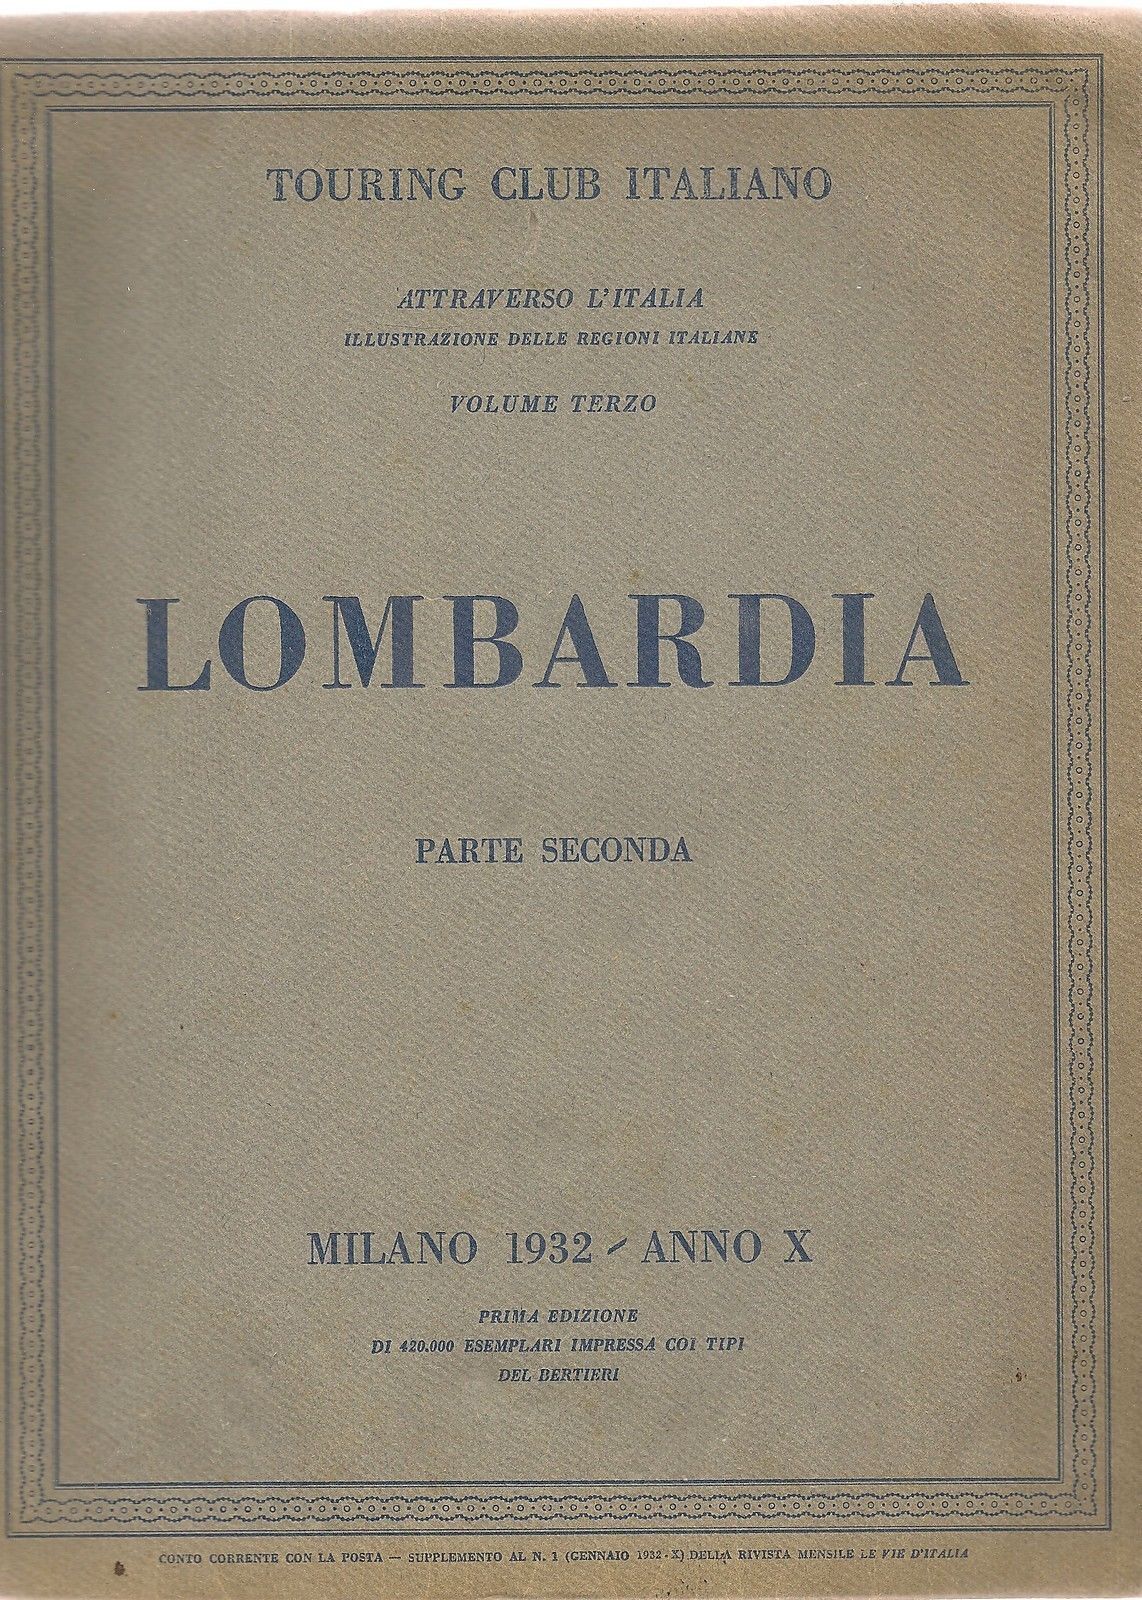 TOURING CLUB ITALIANO
ATTRAVERSO L'ITALIA
ILLUSTRAZIONE DELLE REGIONI ITALIANE
VOLUME TERZO
LOMBARDIA
PARTE SECONDA
MILANO 1932 - ANNO X
PRIMA EDIZIONE
DI 420.000 ESEMPLARI IMPRESSA COI TIPI
DEL BERTIERI
CONTO CORRENTE CON LA POSTA — SUPPLEMENTO AL N. 1 (GENNAIO 1932-X) DELLA RIVISTA MENSILE LE VIE D'ITALIA